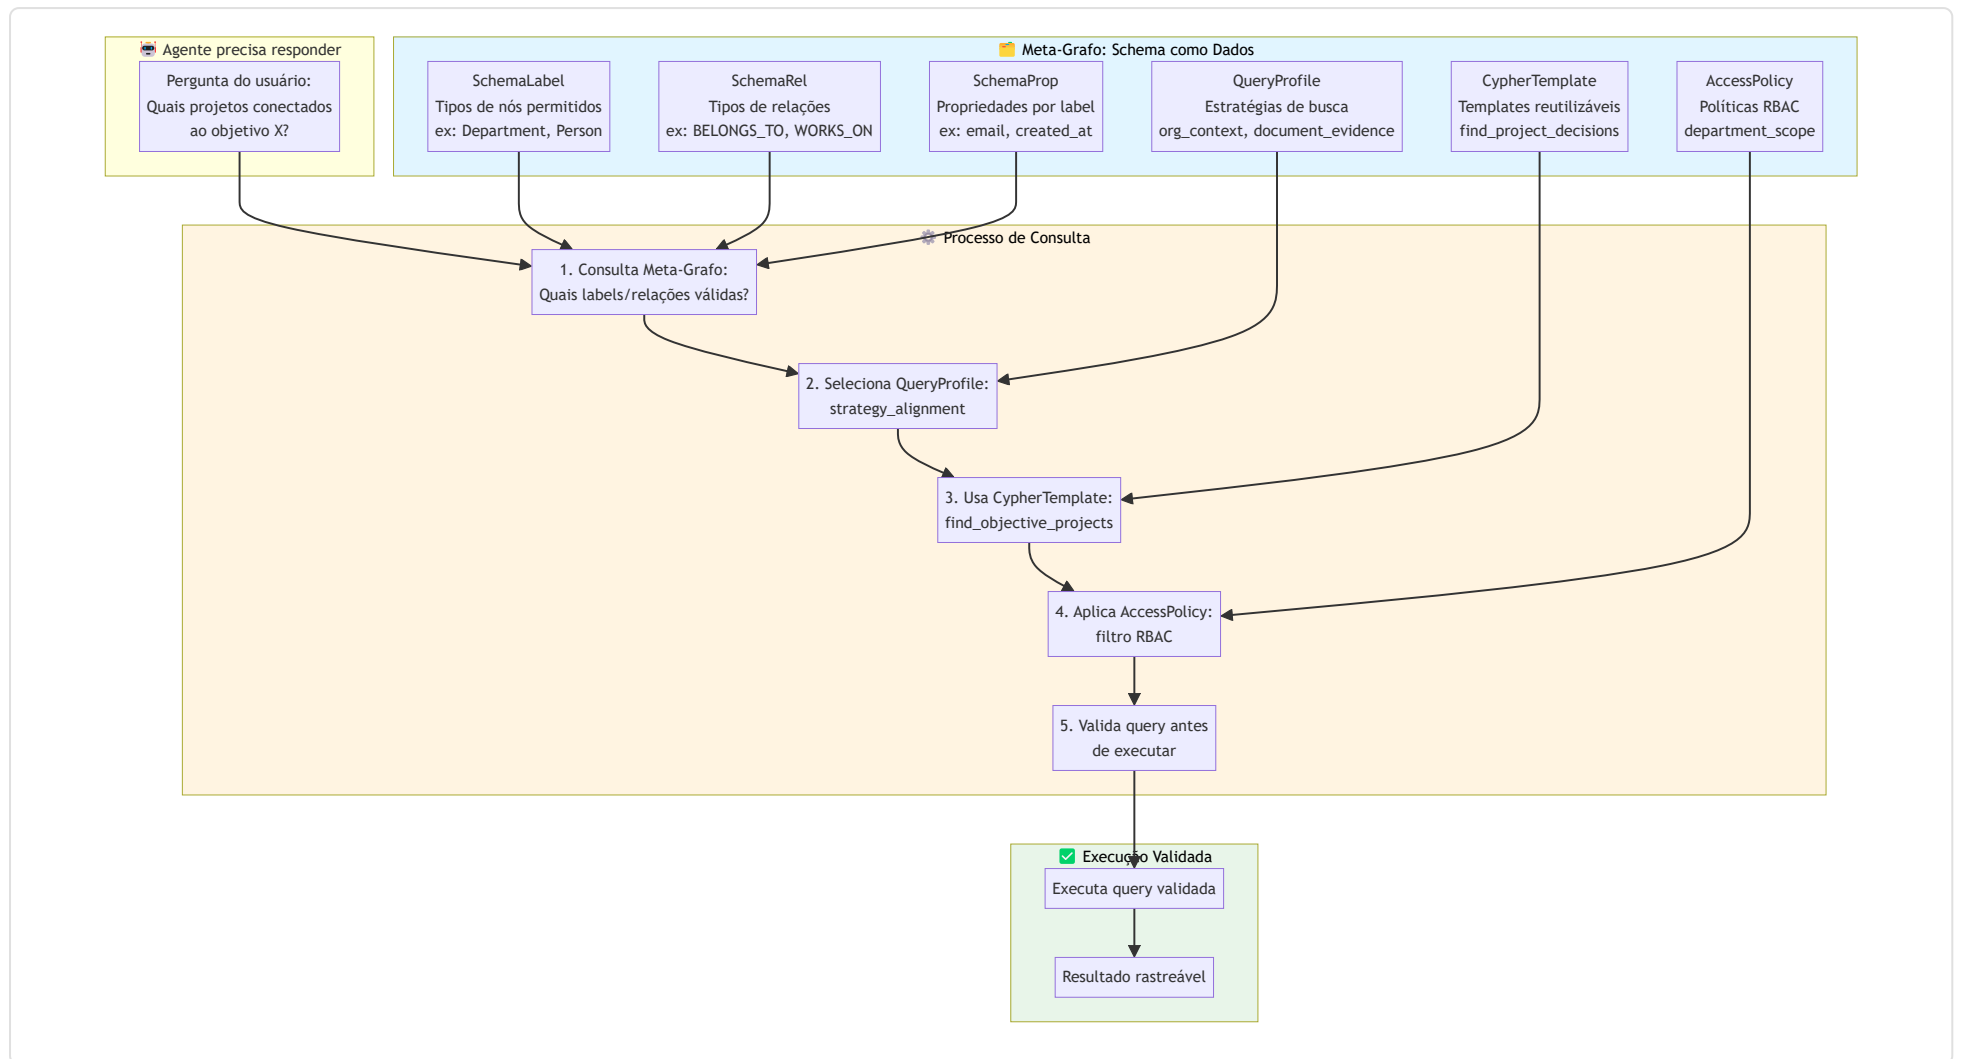 🤖 Agente precisa responder
Pergunta do usuário:
Quais projetos conectados
ao objetivo X?
🗂️ Meta-Grafo: Schema como Dados
SchemaLabel
Tipos de nós permitidos
ex: Department, Person
SchemaRel
Tipos de relações
ex: BELONGS_TO, WORKS_ON
SchemaProp
Propriedades por label
ex: email, created_at
QueryProfile
Estratégias de busca
org_context, document_evidence
CypherTemplate
Templates reutilizáveis
find_project_decisions
AccessPolicy
Políticas RBAC
department_scope
⚙️ Processo de Consulta
1. Consulta Meta-Grafo:
Quais labels/relações válidas?
2. Seleciona QueryProfile:
strategy_alignment
3. Usa CypherTemplate:
find_objective_projects
4. Aplica AccessPolicy:
filtro RBAC
5. Valida query antes
de executar
✅ Execução Validada
Executa query validada
Resultado rastreável